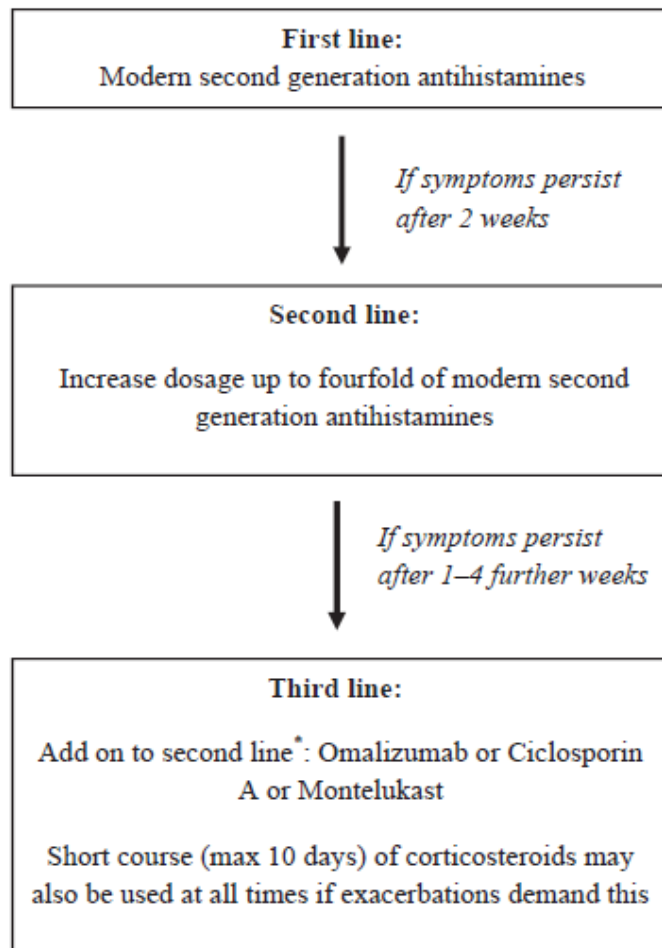 First line:
Modern second generation antihistamines
If symptoms persist
after 2 weeks
Second line:
Increase dosage up to fourfold of modern second
generation antihistamines
If symptoms persist
after 1–4 further weeks
Third line:
Add on to second line*: Omalizumab or Ciclosporin
A or Montelukast
Short course (max 10 days) of corticosteroids may
also be used at all times if exacerbations demand this